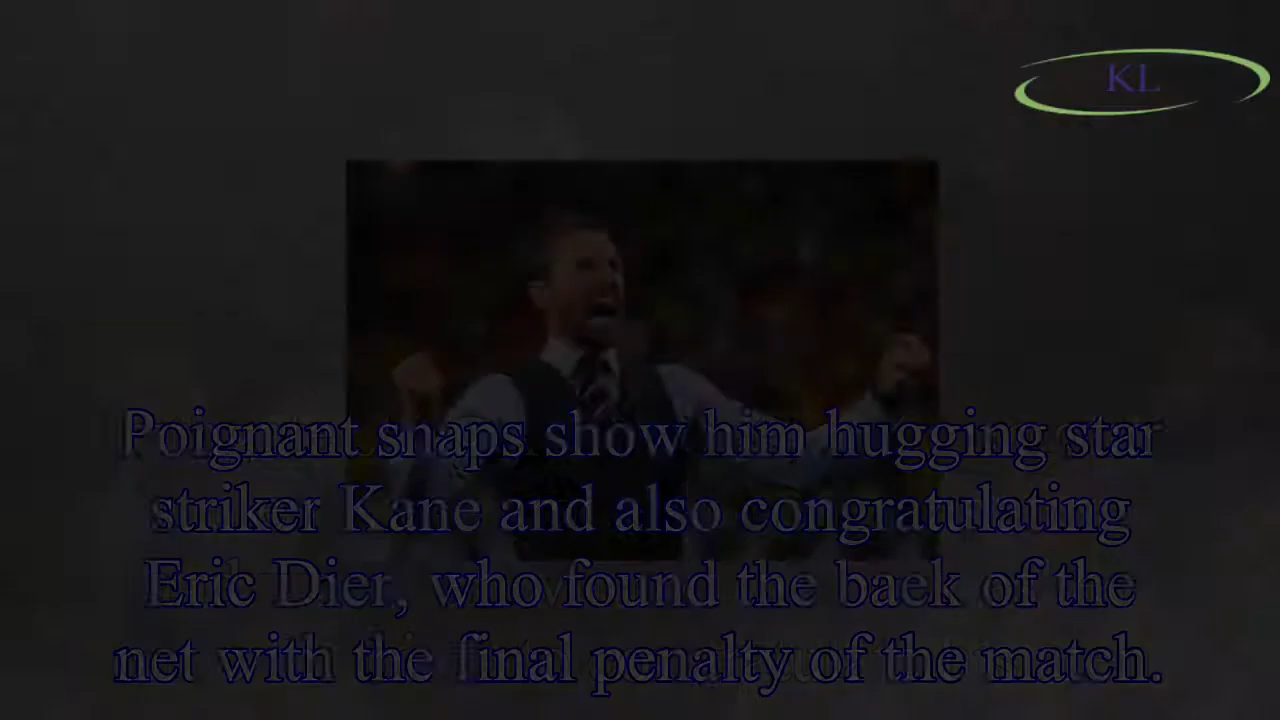 KL
Poignant snaps show him hugging star
striker Kane and also congratulating
Eric Dier, who found the back of the
net with the final penalty of the match.